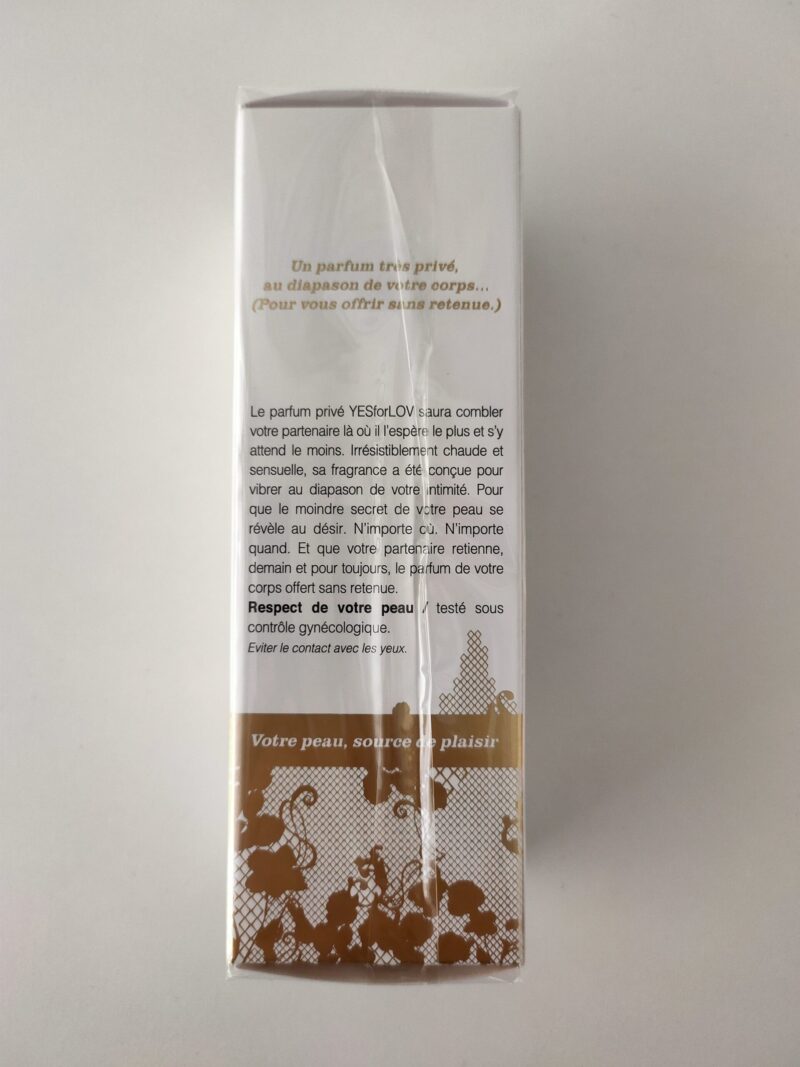 Un parfum très privé,
au diapason de votre corps...
(Pour vous offrir sans retenue.)
Le parfum privé YESforLOV saura combler
votre partenaire là où il l'espère le plus et s'y
attend le moins. Irrésistiblement chaude et
sensuelle, sa fragrance a été conçue pour
vibrer au diapason de votre intimité. Pour
que le moindre secret de votre peau se
révèle au désir. N'importe où. N'importe
quand. Et que votre partenaire retienne,
demain et pour toujours, le parfum de votre
corps offert sans retenue.
Respect de votre peau / testé sous
contrôle gynécologique.
Eviter le contact avec les yeux.
Votre peau, source de plaisir